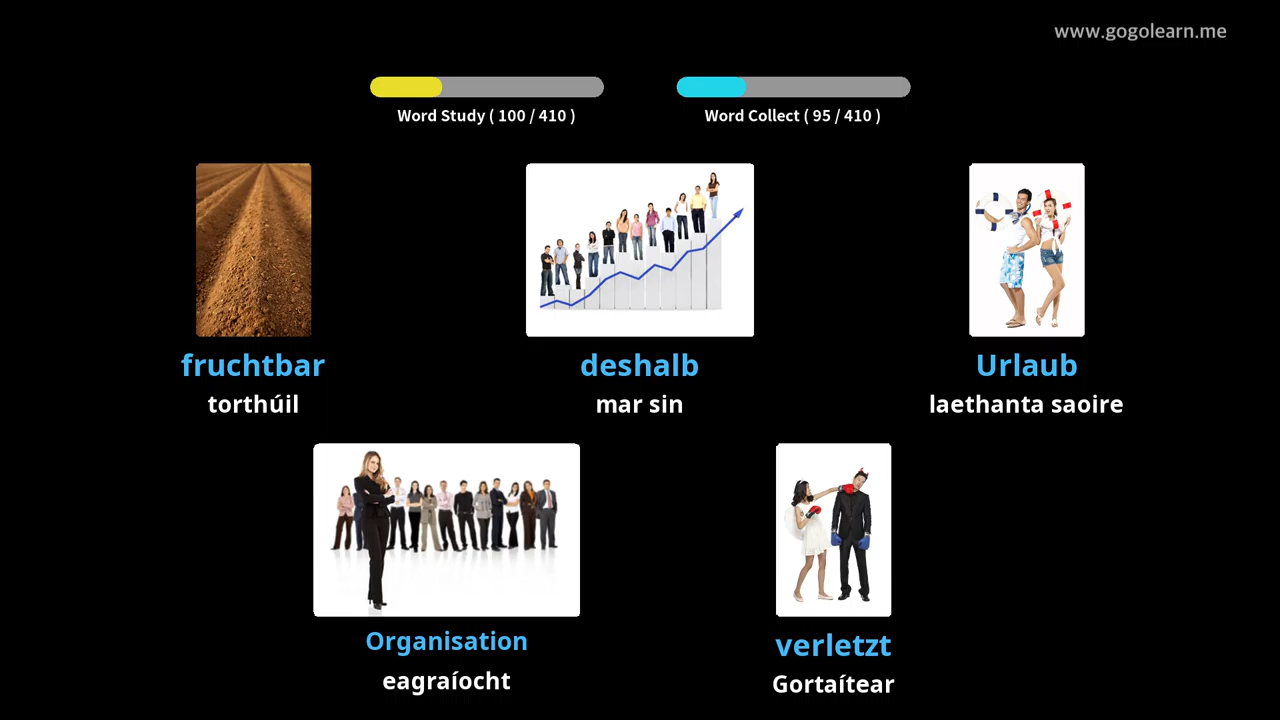 www.gogolearn.me
Word Study ( 100 / 410 )
Word Collect ( 95 / 410 )
fruchtbar
torthúil
deshalb
mar sin
Urlaub
laethanta saoire
Organisation
eagraíocht
verletzt
Gortaítear